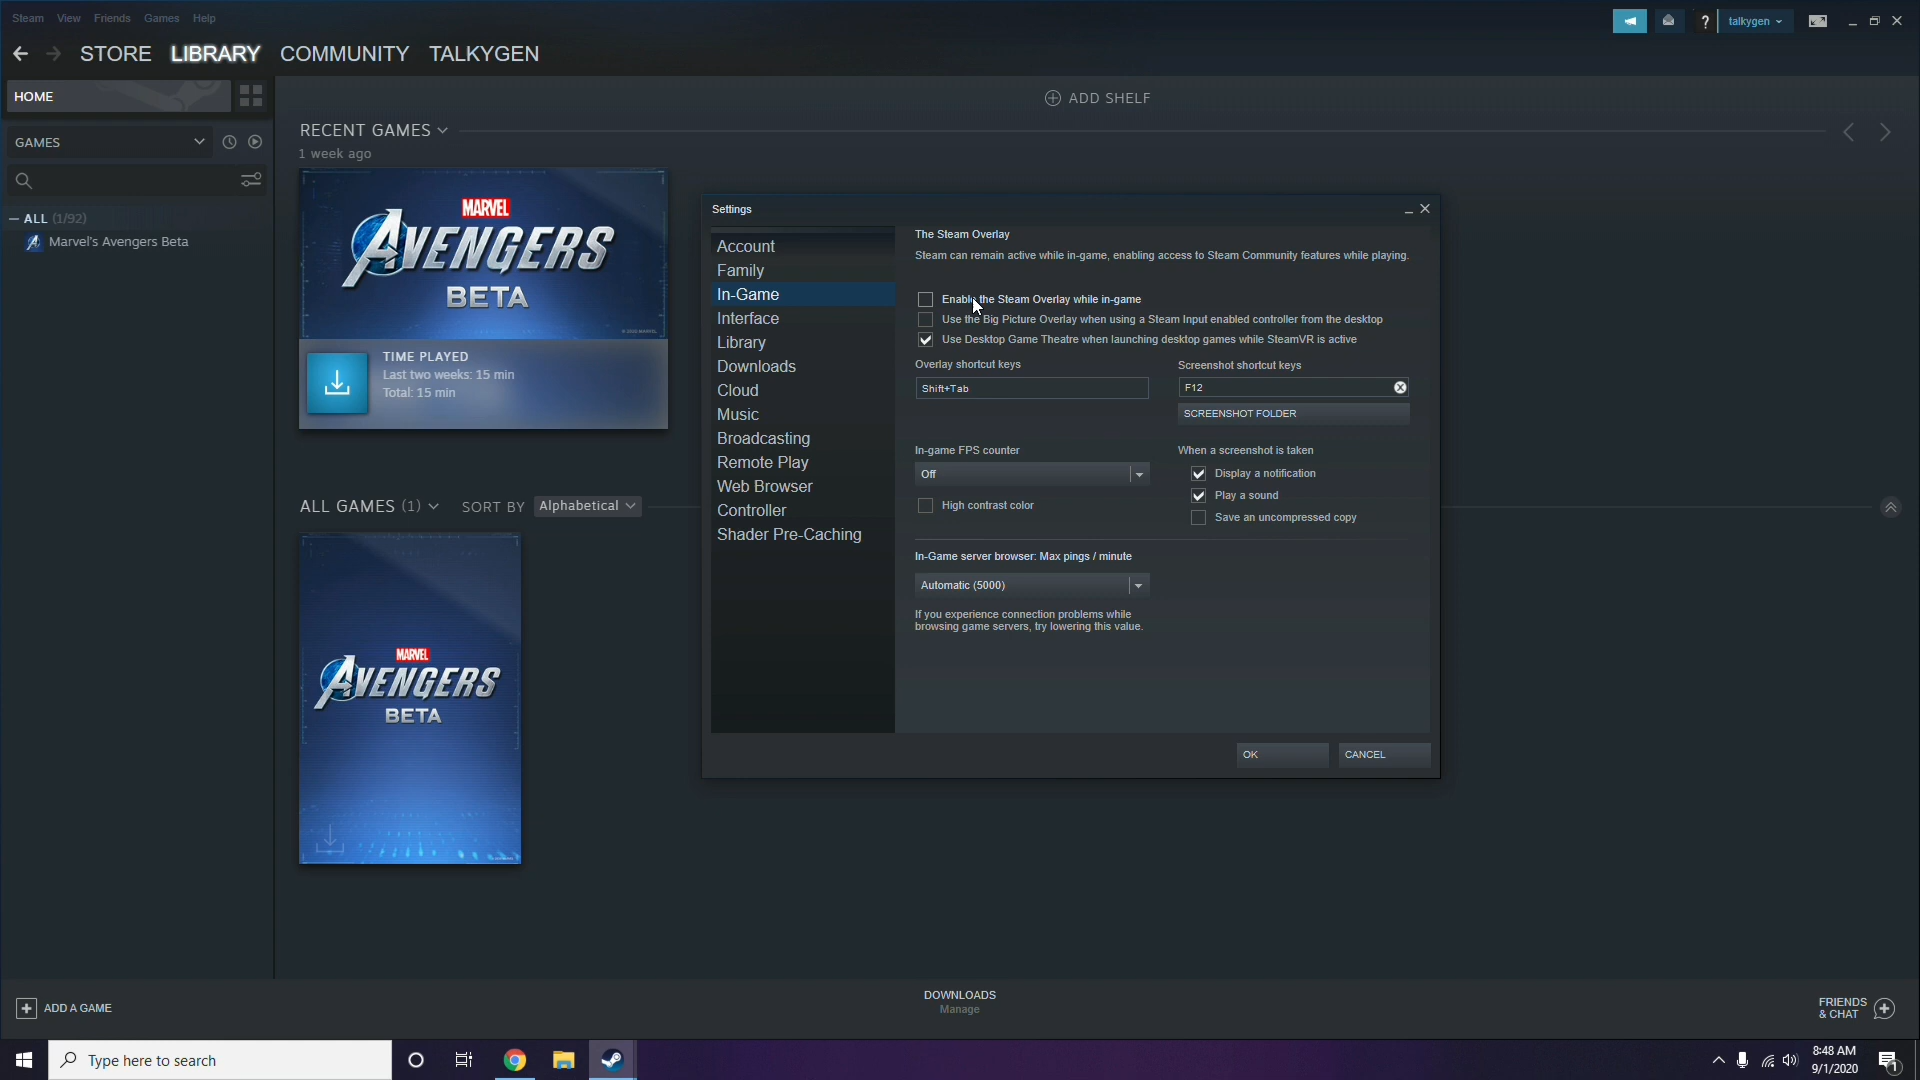 Steam View Friends Games Help
talkygen
STORE LIBRARY COMMUNITY TALKYGEN
HOME
ADD SHELF
GAMES
RECENT GAMES
1 week ago
ALL (1/92)
Marvel's Avengers Beta
MARVEL
AVENGERS
BETA
TIME PLAYED
Last two weeks: 15 min
Total: 15 min
ALL GAMES (1) SORT BY Alphabetical
MARVEL
AVENGERS
BETA
Settings
Account
Family
In-Game
Interface
Library
Downloads
Cloud
Music
Broadcasting
Remote Play
Web Browser
Controller
Shader Pre-Caching
The Steam Overlay
Steam can remain active while in-game, enabling access to Steam Community features while playing.
Enable the Steam Overlay while in-game
Use the Big Picture Overlay when using a Steam Input enabled controller from the desktop
Use Desktop Game Theatre when launching desktop games while SteamVR is active
Overlay shortcut keys
Shift+Tab
Screenshot shortcut keys
F12
SCREENSHOT FOLDER
In-game FPS counter
Off
High contrast color
When a screenshot is taken
Display a notification
Play a sound
Save an uncompressed copy
In-Game server browser: Max pings / minute
Automatic (5000)
If you experience connection problems while
browsing game servers, try lowering this value.
OK
CANCEL
ADD A GAME
DOWNLOADS
Manage
FRIENDS
& CHAT
Type here to search
8:48 AM
9/1/2020
1